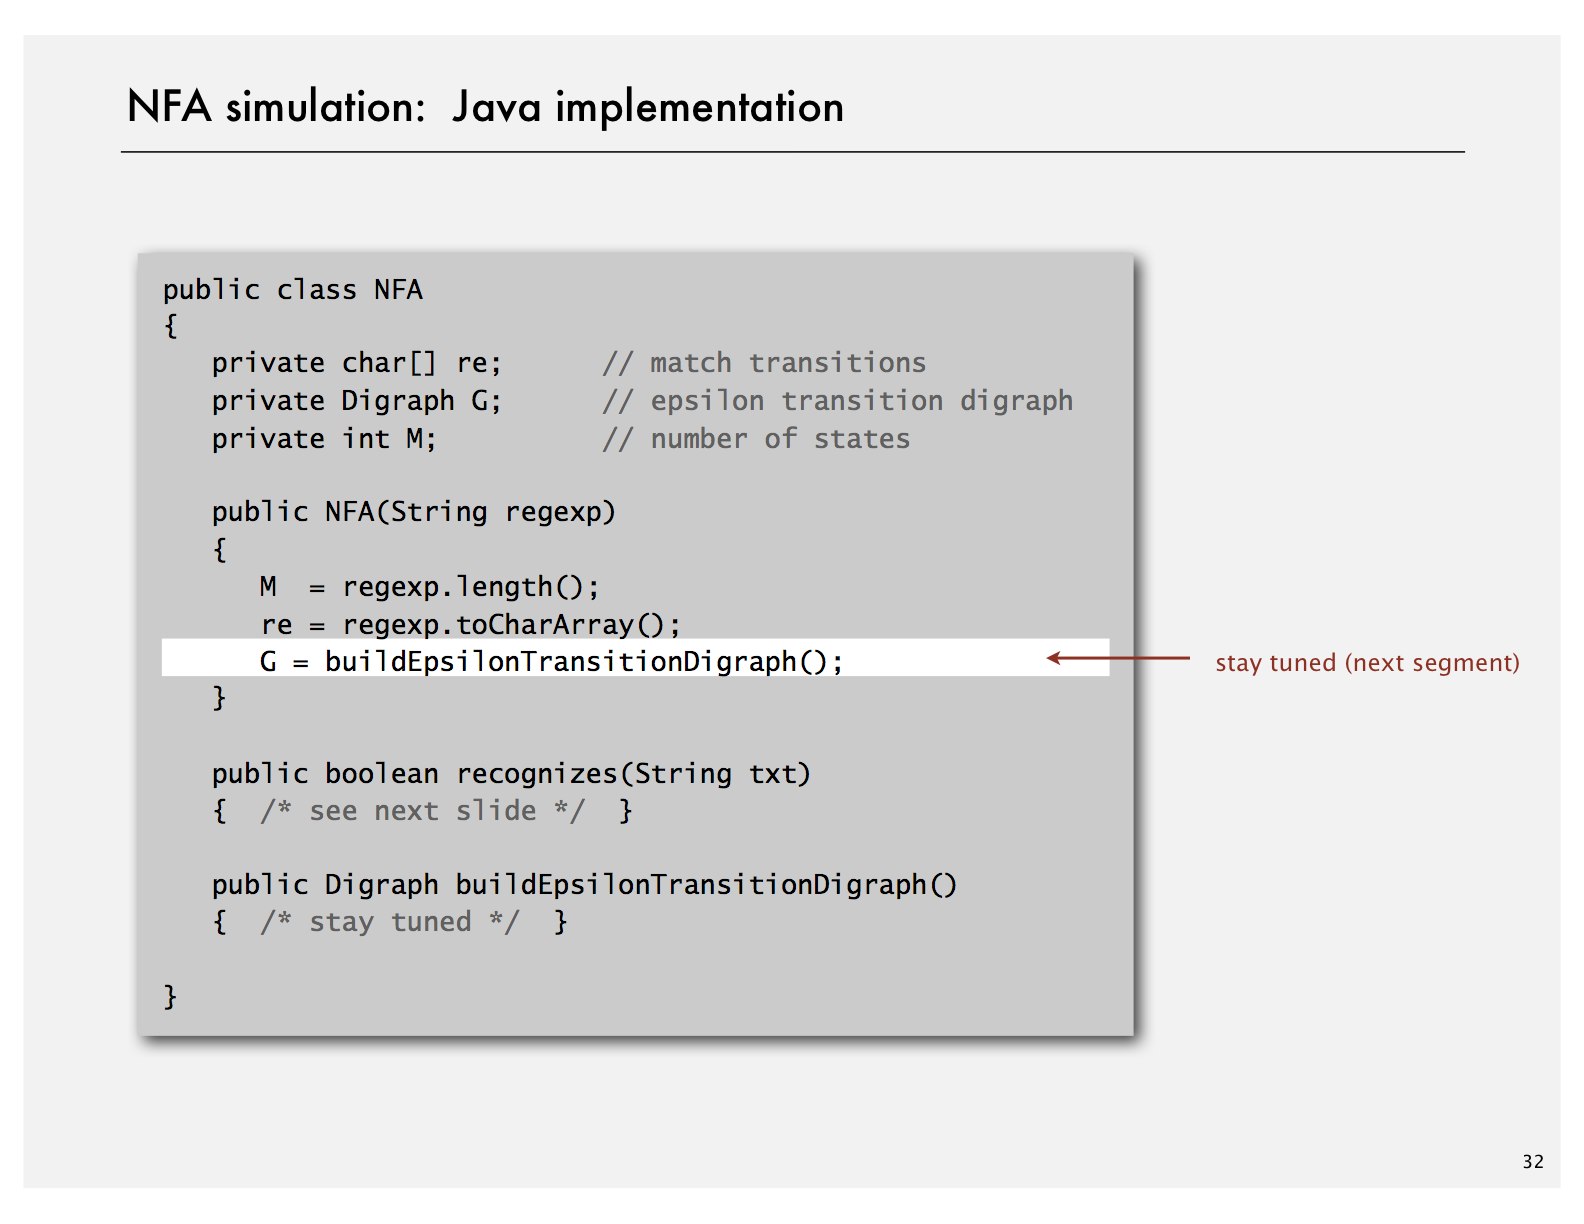 NFA simulation:  Java implementation
public class NFA
{
   private char[] re;      // match transitions
   private Digraph G;      // epsilon transition digraph
   private int M;          // number of states
   public NFA(String regexp)
   {
      M  = regexp.length();
      re = regexp.toCharArray();
      G = buildEpsilonTransitionDigraph();
stay tuned (next segment)
   }
   public boolean recognizes(String txt)
   {  /* see next slide */  }
   public Digraph buildEpsilonTransitionDigraph()
   {  /* stay tuned */  }
}
32